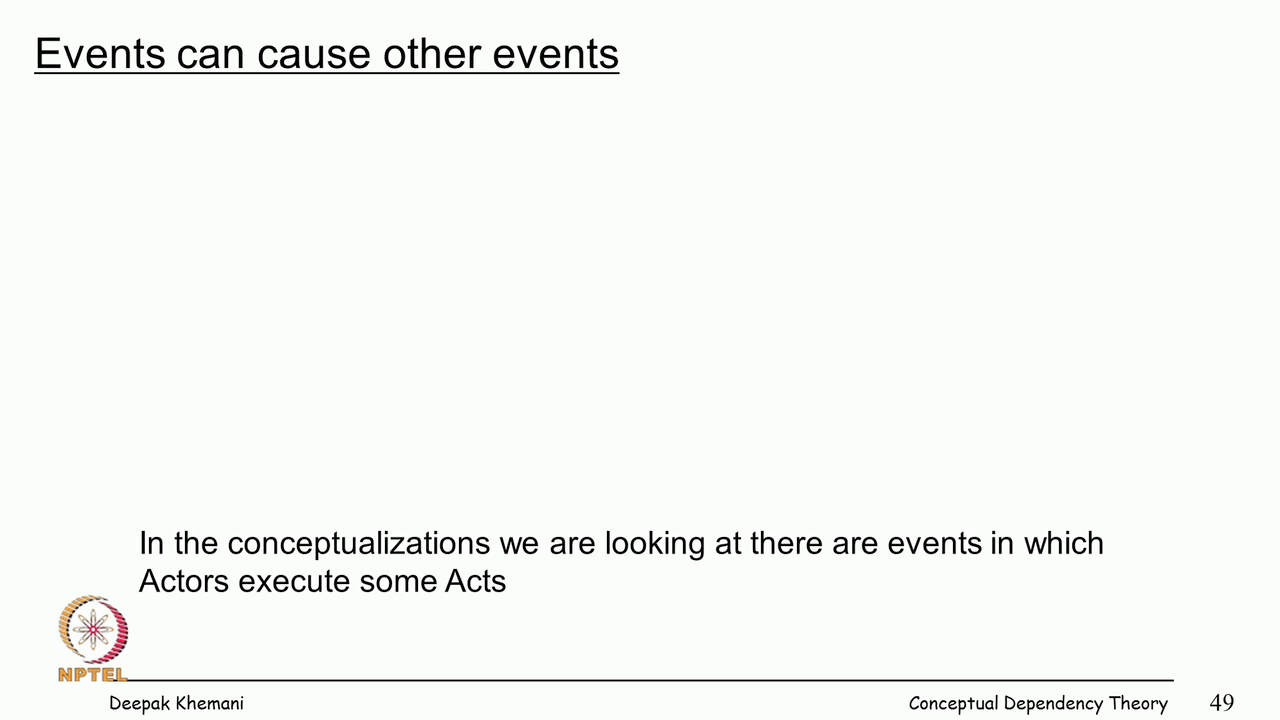 Events can cause other events
In the conceptualizations we are looking at there are events in which
Actors execute some Acts
NPTEL
Deepak Khemani
Conceptual Dependency Theory
49